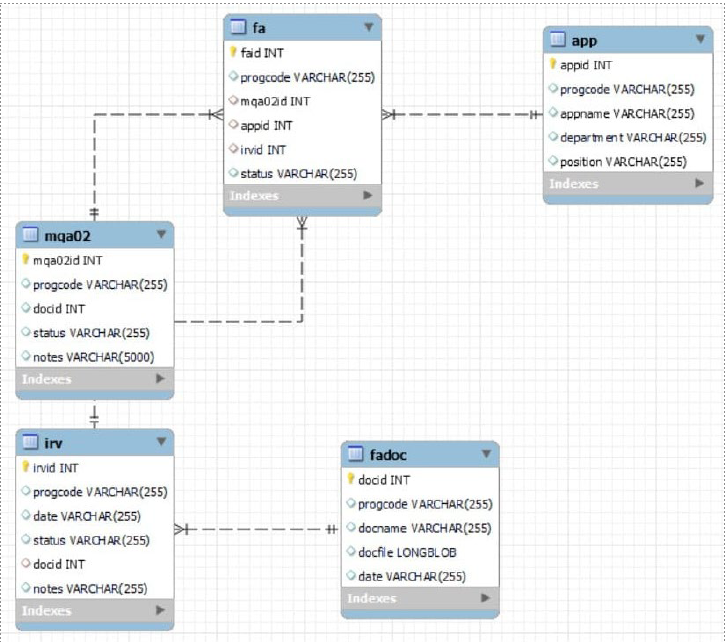 fa
faid INT
progcode VARCHAR(255)
mqa02id INT
appid INT
irvid INT
status VARCHAR(255)
Indexes
app
appid INT
progcode VARCHAR(255)
appname VARCHAR(255)
department VARCHAR(255)
position VARCHAR(255)
Indexes
mqa02
mqa02id INT
progcode VARCHAR(255)
docid INT
status VARCHAR(255)
notes VARCHAR(5000)
Indexes
irv
irvid INT
progcode VARCHAR(255)
date VARCHAR(255)
status VARCHAR(255)
docid INT
notes VARCHAR(255)
Indexes
fadoc
docid INT
progcode VARCHAR(255)
docname VARCHAR(255)
docfile LONGBLOB
date VARCHAR(255)
Indexes